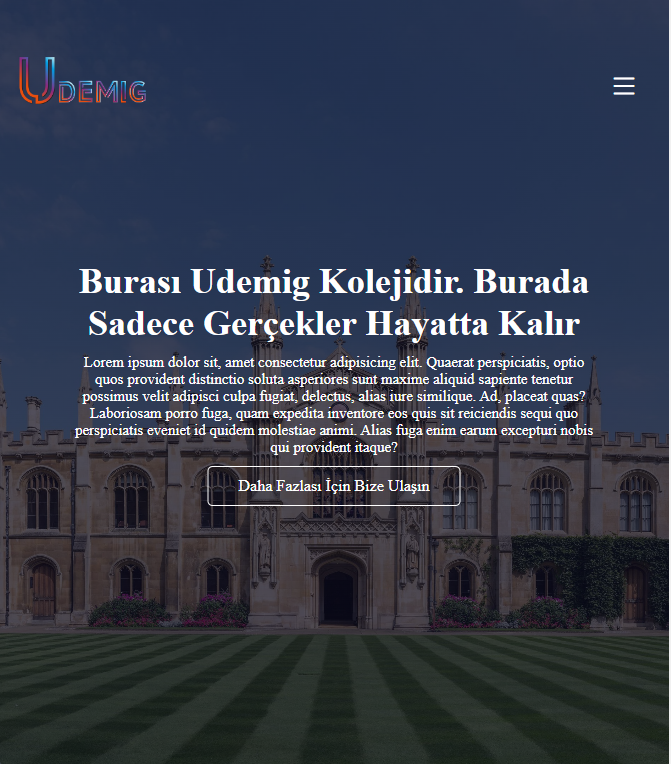 UDEMIG
Burası Udemig Kolejidir. Burada
Sadece Gerçekler Hayatta Kalır
Lorem ipsum dolor sit, amet consectetur adipisicing elit. Quaerat perspiciatis, optio
quos provident distinctio soluta asperiores sunt maxime aliquid sapiente tenetur
possimus velit adipisci culpa fugiat, delectus, alias iure similique. Ad, placeat quas?
Laboriosam porro fuga, quam expedita inventore eos quis sit reiciendis sequi quo
perspiciatis eveniet id quidem molestiae animi. Alias fuga enim earum excepturi nobis
qui provident itaque?
Daha Fazlası İçin Bize Ulaşın